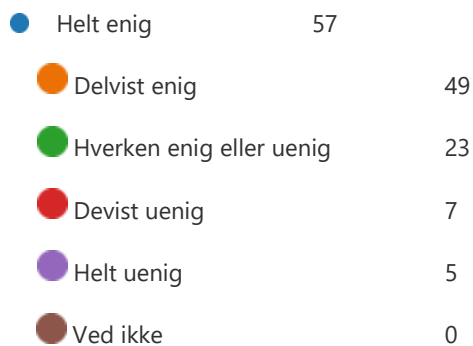 Helt enig 57
Delvist enig 49
Hverken enig eller uenig 23
Devist uenig 7
Helt uenig 5
Ved ikke 0